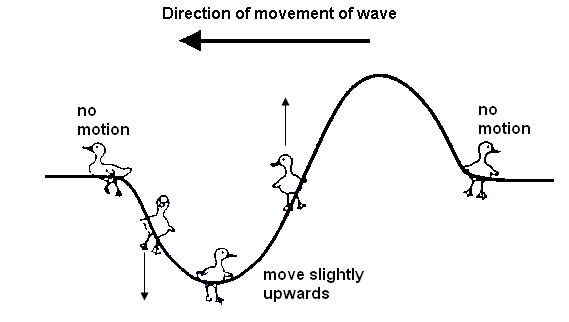 Direction of movement of wave
no
motion
no
motion
move slightly
upwards